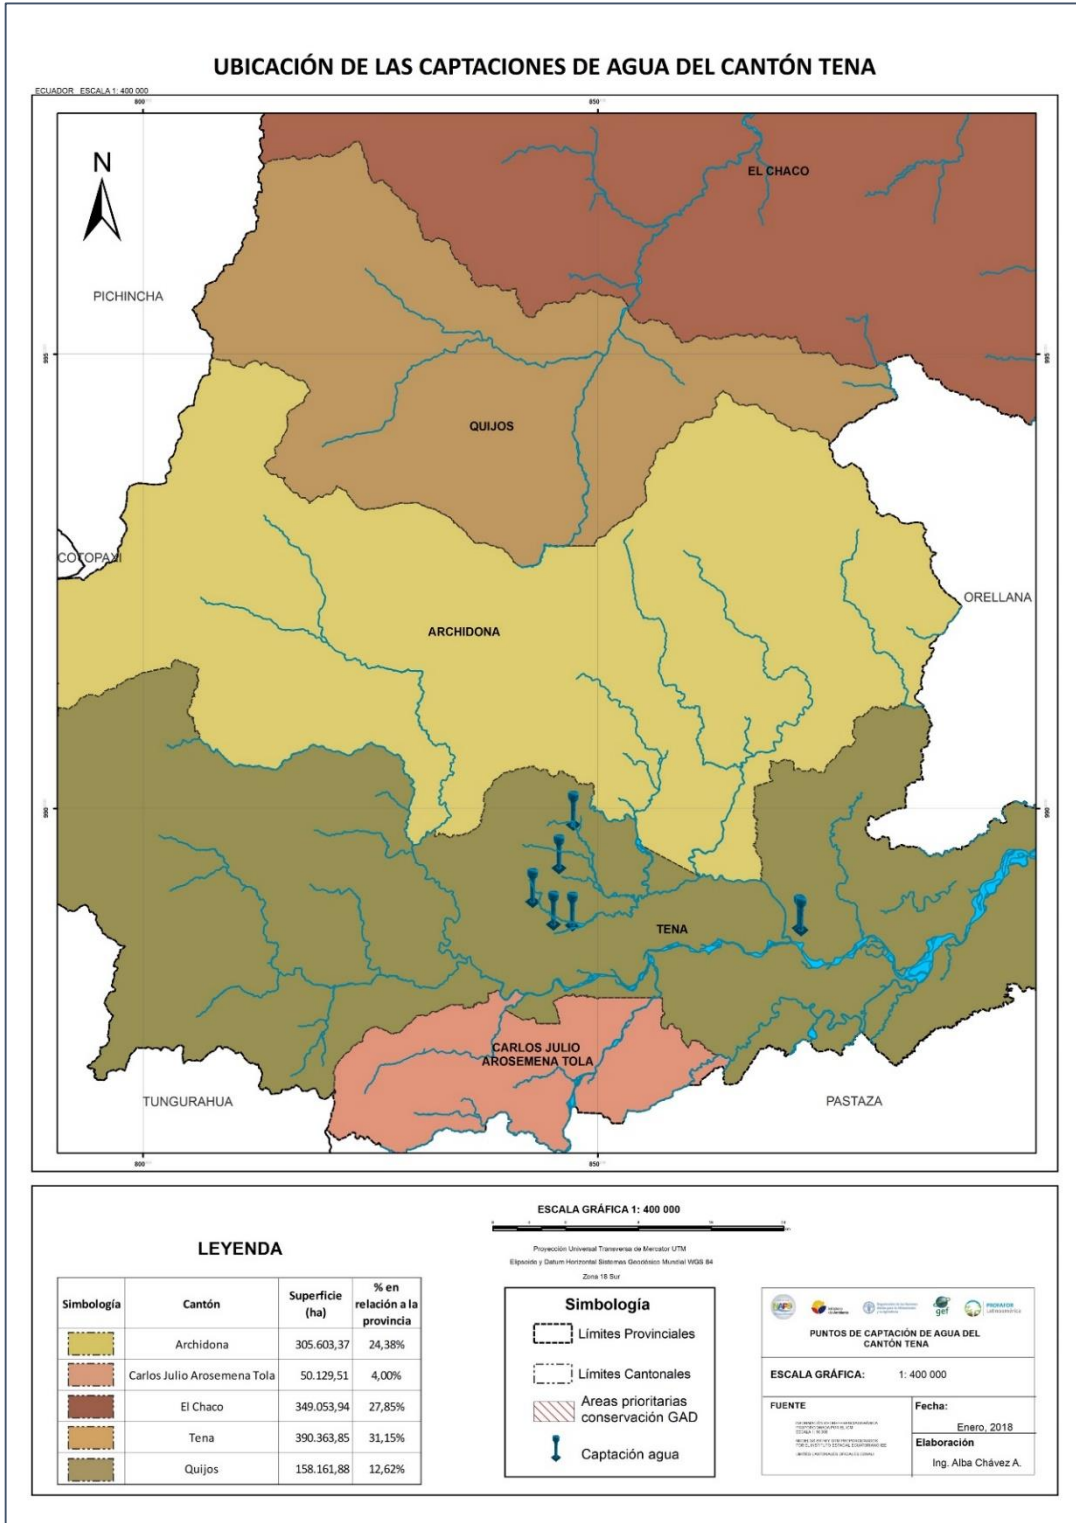 UBICACIÓN DE LAS CAPTACIONES DE AGUA DEL CANTÓN TENA
ECUADOR ESCALA 1: 400 000
800
850
N
EL CHACO
PICHINCHA
995
995
QUIJOS
COTOPAXI
ORELLANA
ARCHIDONA
990
990
TENA
CARLOS JULIO
AROSEMENA TOLA
TUNGURAHUA
PASTAZA
800
850
ESCALA GRÁFICA 1: 400 000
Proyección Universal Transversa de Mercator UTM
Elipsoide y Datum Horizontal Sistemas Geodésico Mundial WGS 84
Zona 18 Sur
LEYENDA
Simbología Cantón Superficie (ha) % en relación a la provincia
Archidona 305.603,37 24,38%
Carlos Julio Arosemena Tola 50.129,51 4,00%
El Chaco 349.053,94 27,85%
Tena 390.363,85 31,15%
Quijos 158.161,88 12,62%
Simbología
Límites Provinciales
Límites Cantonales
Areas prioritarias
conservación GAD
Captación agua
gef
PUNTOS DE CAPTACIÓN DE AGUA DEL
CANTÓN TENA
ESCALA GRÁFICA: 1: 400 000
FUENTE
Fecha:
Enero, 2018
Elaboración
Ing. Alba Chávez A.